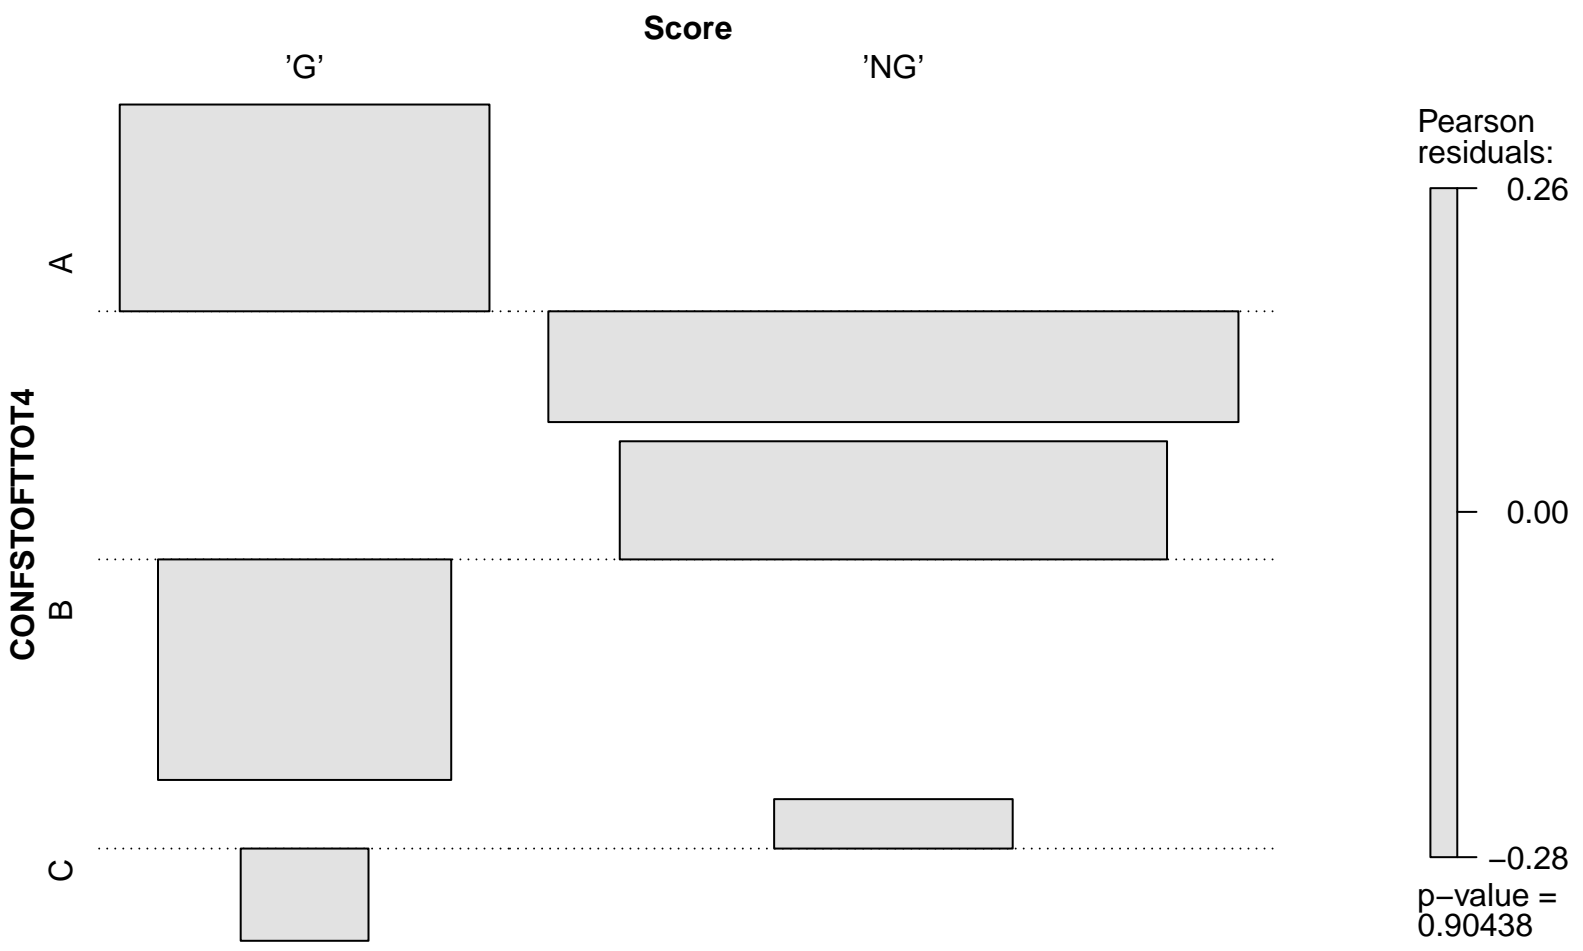 Score
’G’ ’NG’
Pearson
residuals:
0.26
A
CONFSTOFTTOT4
0.00
B
−0.28
C
p−value =
0.90438